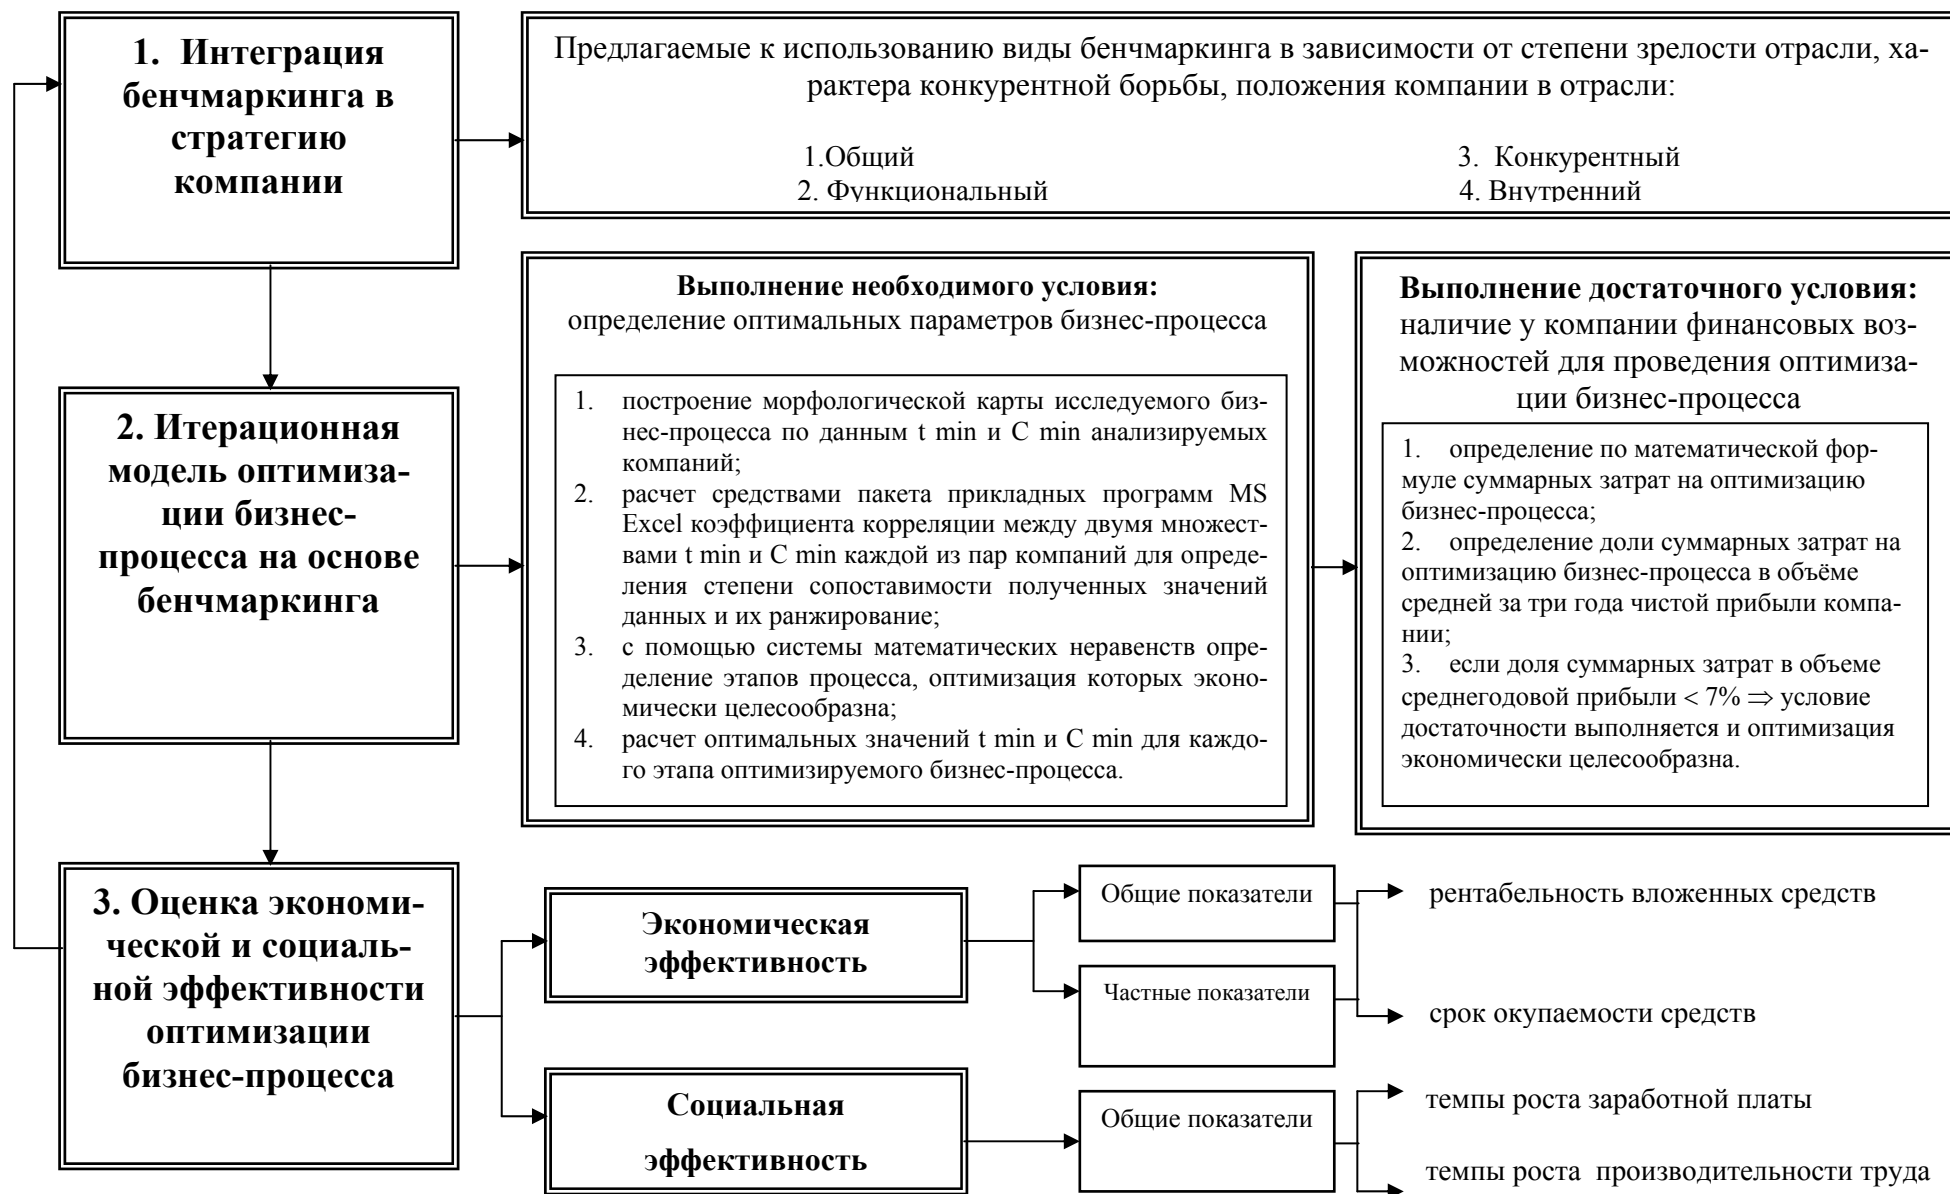 1. Интеграция
бенчмаркинга в
стратегию
компании
Предлагаемые к использованию виды бенчмаркинга в зависимости от степени зрелости отрасли, ха-
рактера конкурентной борьбы, положения компании в отрасли:
1.Общий
2. Функциональный
3. Конкурентный
4. Внутренний
2. Итерационная
модель оптимиза-
ции бизнес-
процесса на основе
бенчмаркинга
Выполнение необходимого условия:
определение оптимальных параметров бизнес-процесса
1. построение морфологической карты исследуемого биз-
нес-процесса по данным t min и C min анализируемых
компаний;
2. расчет средствами пакета прикладных программ MS
Excel коэффициента корреляции между двумя множест-
вами t min и C min каждой из пар компаний для опреде-
ления степени сопоставимости полученных значений
данных и их ранжирование;
3. с помощью системы математических неравенств опре-
деление этапов процесса, оптимизация которых эконо-
мически целесообразна;
4. расчет оптимальных значений t min и C min для каждо-
го этапа оптимизируемого бизнес-процесса.
Выполнение достаточного условия:
наличие у компании финансовых воз-
можностей для проведения оптимиза-
ции бизнес-процесса
1. определение по математической фор-
муле суммарных затрат на оптимизацию
бизнес-процесса;
2. определение доли суммарных затрат на
оптимизацию бизнес-процесса в объёме
средней за три года чистой прибыли компа-
нии;
3. если доля суммарных затрат в объеме
среднегодовой прибыли < 7% ⇒ условие
достаточности выполняется и оптимизация
экономически целесообразна.
3. Оценка экономи-
ческой и социаль-
ной эффективности
оптимизации
бизнес-процесса
Экономическая
эффективность
Общие показатели
рентабельность вложенных средств
Частные показатели
срок окупаемости средств
Социальная
эффективность
Общие показатели
темпы роста заработной платы
темпы роста производительности труда